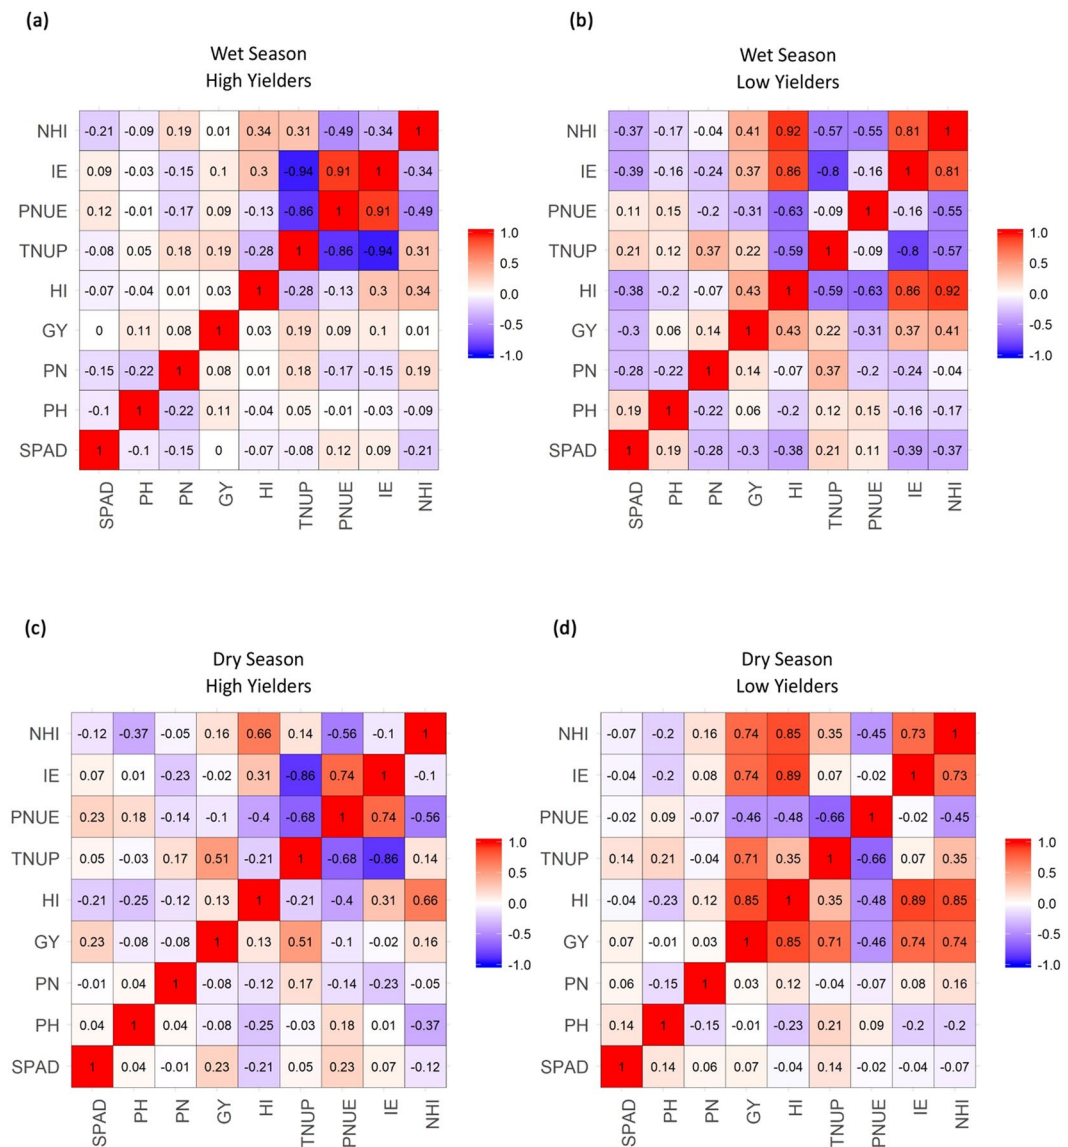 (a)
Wet Season
High Yielders
NHI -0.21 -0.09 0.19 0.01 0.34 0.31 -0.49 -0.34 1
IE 0.09 -0.03 -0.15 0.1 0.3 -0.94 0.91 1 -0.34
PNUE 0.12 -0.01 -0.17 0.09 -0.13 -0.86 1 0.91 -0.49
TNUP -0.08 0.05 0.18 0.19 -0.28 1 -0.86 -0.94 0.31
HI -0.07 -0.04 0.01 0.03 1 -0.28 -0.13 0.3 0.34
GY 0 0.11 0.08 1 0.03 0.19 0.09 0.1 0.01
PN -0.15 -0.22 1 0.08 0.01 0.18 -0.17 -0.15 0.19
PH -0.1 1 -0.22 0.11 -0.04 0.05 -0.01 -0.03 -0.09
SPAD 1 -0.1 -0.15 0 -0.07 -0.08 0.12 0.09 -0.21
SPAD PH PN GY HI TNUP PNUE IE NHI
1.0
0.5
0.0
-0.5
-1.0
(b)
Wet Season
Low Yielders
NHI -0.37 -0.17 -0.04 0.41 0.92 -0.57 -0.55 0.81 1
IE -0.39 -0.16 -0.24 0.37 0.86 -0.8 -0.16 1 0.81
PNUE 0.11 0.15 -0.2 -0.31 -0.63 -0.09 1 -0.16 -0.55
TNUP 0.21 0.12 0.37 0.22 -0.59 1 -0.09 -0.8 -0.57
HI -0.38 -0.2 -0.07 0.43 1 -0.59 -0.63 0.86 0.92
GY -0.3 0.06 0.14 1 0.43 0.22 -0.31 0.37 0.41
PN -0.28 -0.22 1 0.14 -0.07 0.37 -0.2 -0.24 -0.04
PH 0.19 1 -0.22 0.06 -0.2 0.12 0.15 -0.16 -0.17
SPAD 1 0.19 -0.28 -0.3 -0.38 0.21 0.11 -0.39 -0.37
SPAD PH PN GY HI TNUP PNUE IE NHI
1.0
0.5
0.0
-0.5
-1.0
(c)
Dry Season
High Yielders
NHI -0.12 -0.37 -0.05 0.16 0.66 0.14 -0.56 -0.1 1
IE 0.07 0.01 -0.23 -0.02 0.31 -0.86 0.74 1 -0.1
PNUE 0.23 0.18 -0.14 -0.1 -0.4 -0.68 1 0.74 -0.56
TNUP 0.05 -0.03 0.17 0.51 -0.21 1 -0.68 -0.86 0.14
HI -0.21 -0.25 -0.12 0.13 1 -0.21 -0.4 0.31 0.66
GY 0.23 -0.08 -0.08 1 0.13 0.51 -0.1 -0.02 0.16
PN -0.01 0.04 1 -0.08 -0.12 0.17 -0.14 -0.23 -0.05
PH 0.04 1 0.04 -0.08 -0.25 -0.03 0.18 0.01 -0.37
SPAD 1 0.04 -0.01 0.23 -0.21 0.05 0.23 0.07 -0.12
SPAD PH PN GY HI TNUP PNUE IE NHI
1.0
0.5
0.0
-0.5
-1.0
(d)
Dry Season
Low Yielders
NHI -0.07 -0.2 0.16 0.74 0.85 0.35 -0.45 0.73 1
IE -0.04 -0.2 0.08 0.74 0.89 0.07 -0.02 1 0.73
PNUE -0.02 0.09 -0.07 -0.46 -0.48 -0.66 1 -0.02 -0.45
TNUP 0.14 0.21 -0.04 0.71 0.35 1 -0.66 0.07 0.35
HI -0.04 -0.23 0.12 0.85 1 0.35 -0.48 0.89 0.85
GY 0.07 -0.01 0.03 1 0.85 0.71 -0.46 0.74 0.74
PN 0.06 -0.15 1 0.03 0.12 -0.04 -0.07 0.08 0.16
PH 0.14 1 -0.15 -0.01 -0.23 0.21 0.09 -0.2 -0.2
SPAD 1 0.14 0.06 0.07 -0.04 0.14 -0.02 -0.04 -0.07
SPAD PH PN GY HI TNUP PNUE IE NHI
1.0
0.5
0.0
-0.5
-1.0